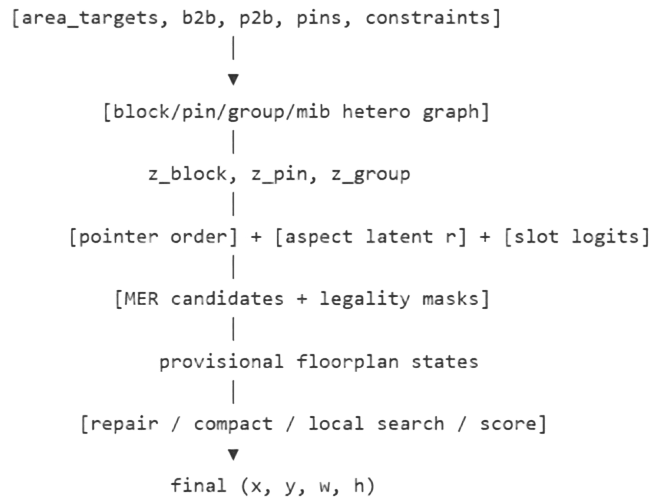 [area_targets, b2b, p2b, pins, constraints]
[block/pin/group/mib hetero graph]
z_block, z_pin, z_group
[pointer order] + [aspect latent r] + [slot logits]
[MER candidates + legality masks]
provisional floorplan states
[repair / compact / local search / score]
final (x, y, w, h)